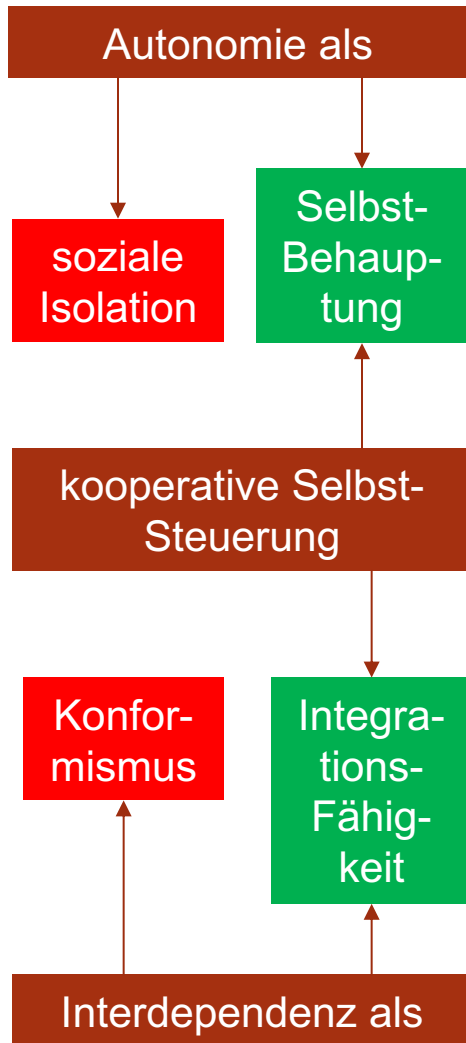 Autonomie als
soziale
Isolation
Selbst-
Behaup-
tung
kooperative Selbst-
Steuerung
Konfor-
mismus
Integra-
tions-
Fähig-
keit
Interdependenz als